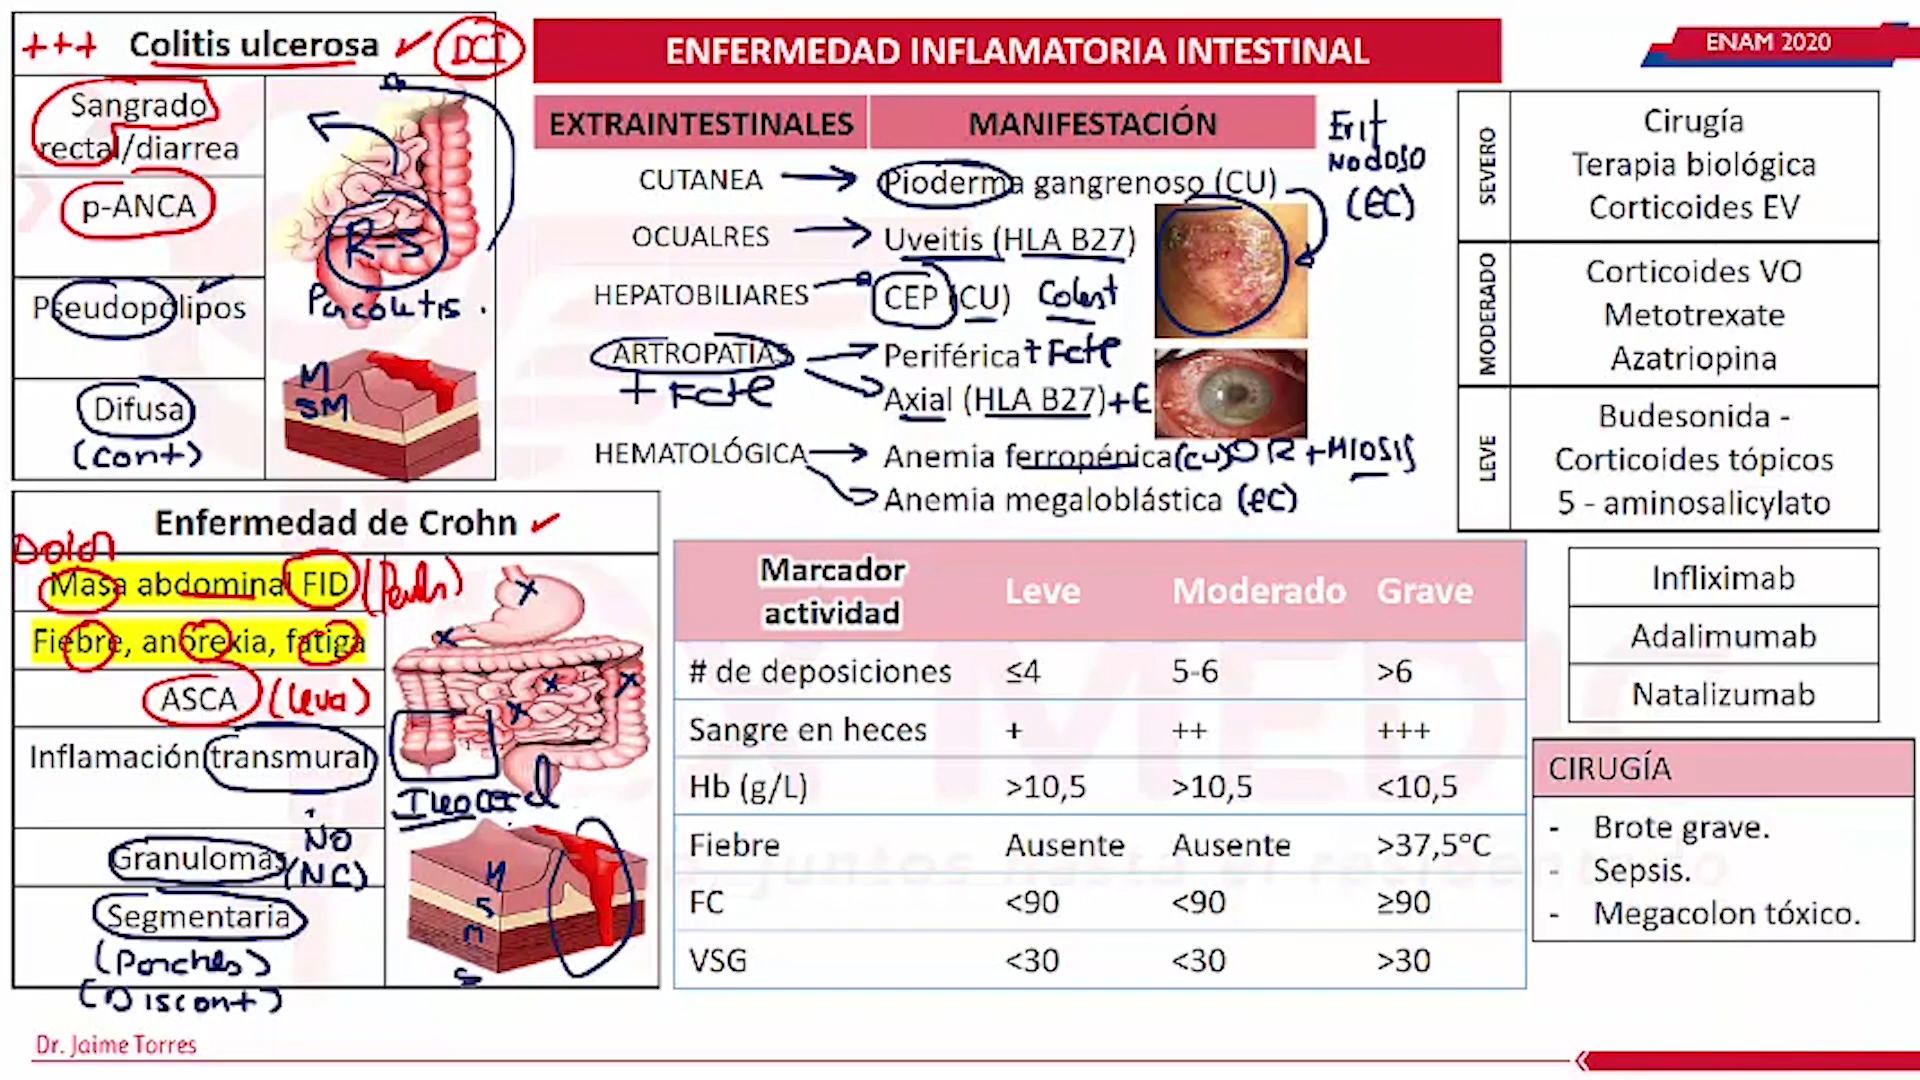 +++ Colitis ulcerosa ✓ DCI
Sangrado
rectal/diarrea
p-ANCA
Pseudopólipos
Difusa
(Cont)
R-S
M
SM
Enfermedad de Crohn ✓
Dolor
Masa abdominal FID
Fiebre, anorexia, fatiga
ASCA (Leva)
Inflamación transmural
Granulomas
NO
(NC)
Segmentaria
(Parches)
(Discont)
Ileocecal
M
S
M
S
ENFERMEDAD INFLAMATORIA INTESTINAL
EXTRAINTESTINALES MANIFESTACIÓN
CUTANEA Pioderma gangrenoso (CU)
Erit
Nodoso
(EC)
OCUALRES Uveitis (HLA B27)
HEPATOBILIARES CEP (CU) Colest
ARTROPATIAS Periférica + Fcte
+ Fcte
Axial (HLA B27) +E
HEMATOLÓGICA Anemia ferropénica (CU) OR + MIOSIS
Anemia megaloblástica (EC)
Marcador
actividad Leve Moderado Grave
# de deposiciones ≤4 5-6 >6
Sangre en heces + ++ +++
Hb (g/L) >10,5 >10,5 <10,5
Fiebre Ausente Ausente >37,5ºC
FC <90 <90 ≥90
VSG <30 <30 >30
ENAM 2020
SEVERO
Cirugía
Terapia biológica
Corticoides EV
MODERADO
Corticoides VO
Metotrexate
Azatriopina
LEVE
Budesonida -
Corticoides tópicos
5 - aminosalicylato
Infliximab
Adalimumab
Natalizumab
CIRUGÍA
- Brote grave.
- Sepsis.
- Megacolon tóxico.
Dr. Jaime Torres